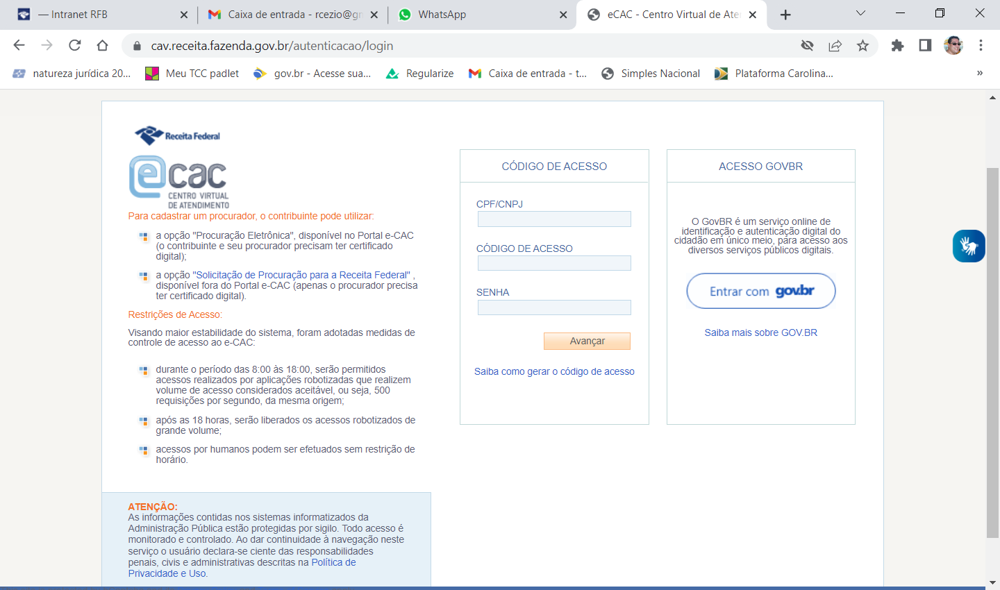 — Intranet RFB
Caixa de entrada - rcezio@gm
WhatsApp
eCAC - Centro Virtual de Ate
cav.receita.fazenda.gov.br/autenticacao/login
natureza jurídica 20...
Meu TCC padlet
gov.br - Acesse sua...
Regularize
Caixa de entrada - t...
Simples Nacional
Plataforma Carolina...
»
Receita Federal
ecac
CENTRO VIRTUAL
DE ATENDIMENTO
Para cadastrar um procurador, o contribuinte pode utilizar:
a opção "Procuração Eletrônica", disponível no Portal e-CAC
(o contribuinte e seu procurador precisam ter certificado
digital);
a opção "Solicitação de Procuração para a Receita Federal" ,
disponível fora do Portal e-CAC (apenas o procurador precisa
ter certificado digital).
Restrições de Acesso:
Visando maior estabilidade do sistema, foram adotadas medidas de
controle de acesso ao e-CAC:
durante o período das 8:00 às 18:00, serão permitidos
acessos realizados por aplicações robotizadas que realizem
volume de acesso considerados aceitável, ou seja, 500
requisições por segundo, da mesma origem;
após as 18 horas, serão liberados os acessos robotizados de
grande volume;
acessos por humanos podem ser efetuados sem restrição de
horário.
ATENÇÃO:
As informações contidas nos sistemas informatizados da
Administração Pública estão protegidas por sigilo. Todo acesso é
monitorado e controlado. Ao dar continuidade à navegação neste
serviço o usuário declara-se ciente das responsabilidades
penais, civis e administrativas descritas na Política de
Privacidade e Uso.
CÓDIGO DE ACESSO
CPF/CNPJ
CÓDIGO DE ACESSO
SENHA
Avançar
Saiba como gerar o código de acesso
ACESSO GOVBR
O GovBR é um serviço online de
identificação e autenticação digital do
cidadão em único meio, para acesso aos
diversos serviços públicos digitais.
Entrar com gov.br
Saiba mais sobre GOV.BR